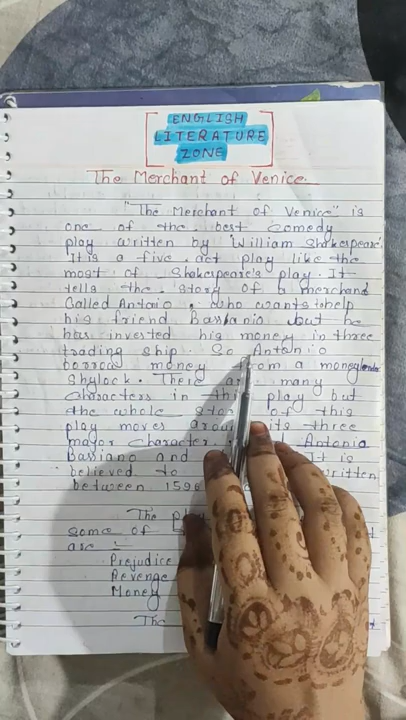 ENGLISH
LITERATURE
ZONE
The Merchant of Venice
"The Merchant of Venice" is
one of the best comedy
play written by William Shakespeare
It is a five act play like the
most of Shakespeare's play. It
tells the story of a merchand
Called Antoio. who wants help
his friend Bassanio but he
has invested his money in three
trading ship. So Antonio
borrow money from a moneylender
Shylock. There are many
characters in this play but
the whole story of this
play moves around its three
major character. Antonia
Bassiano and It is
believed to written
between 159
The play
some of
are :-
Prejudice
Revenge
Money
The